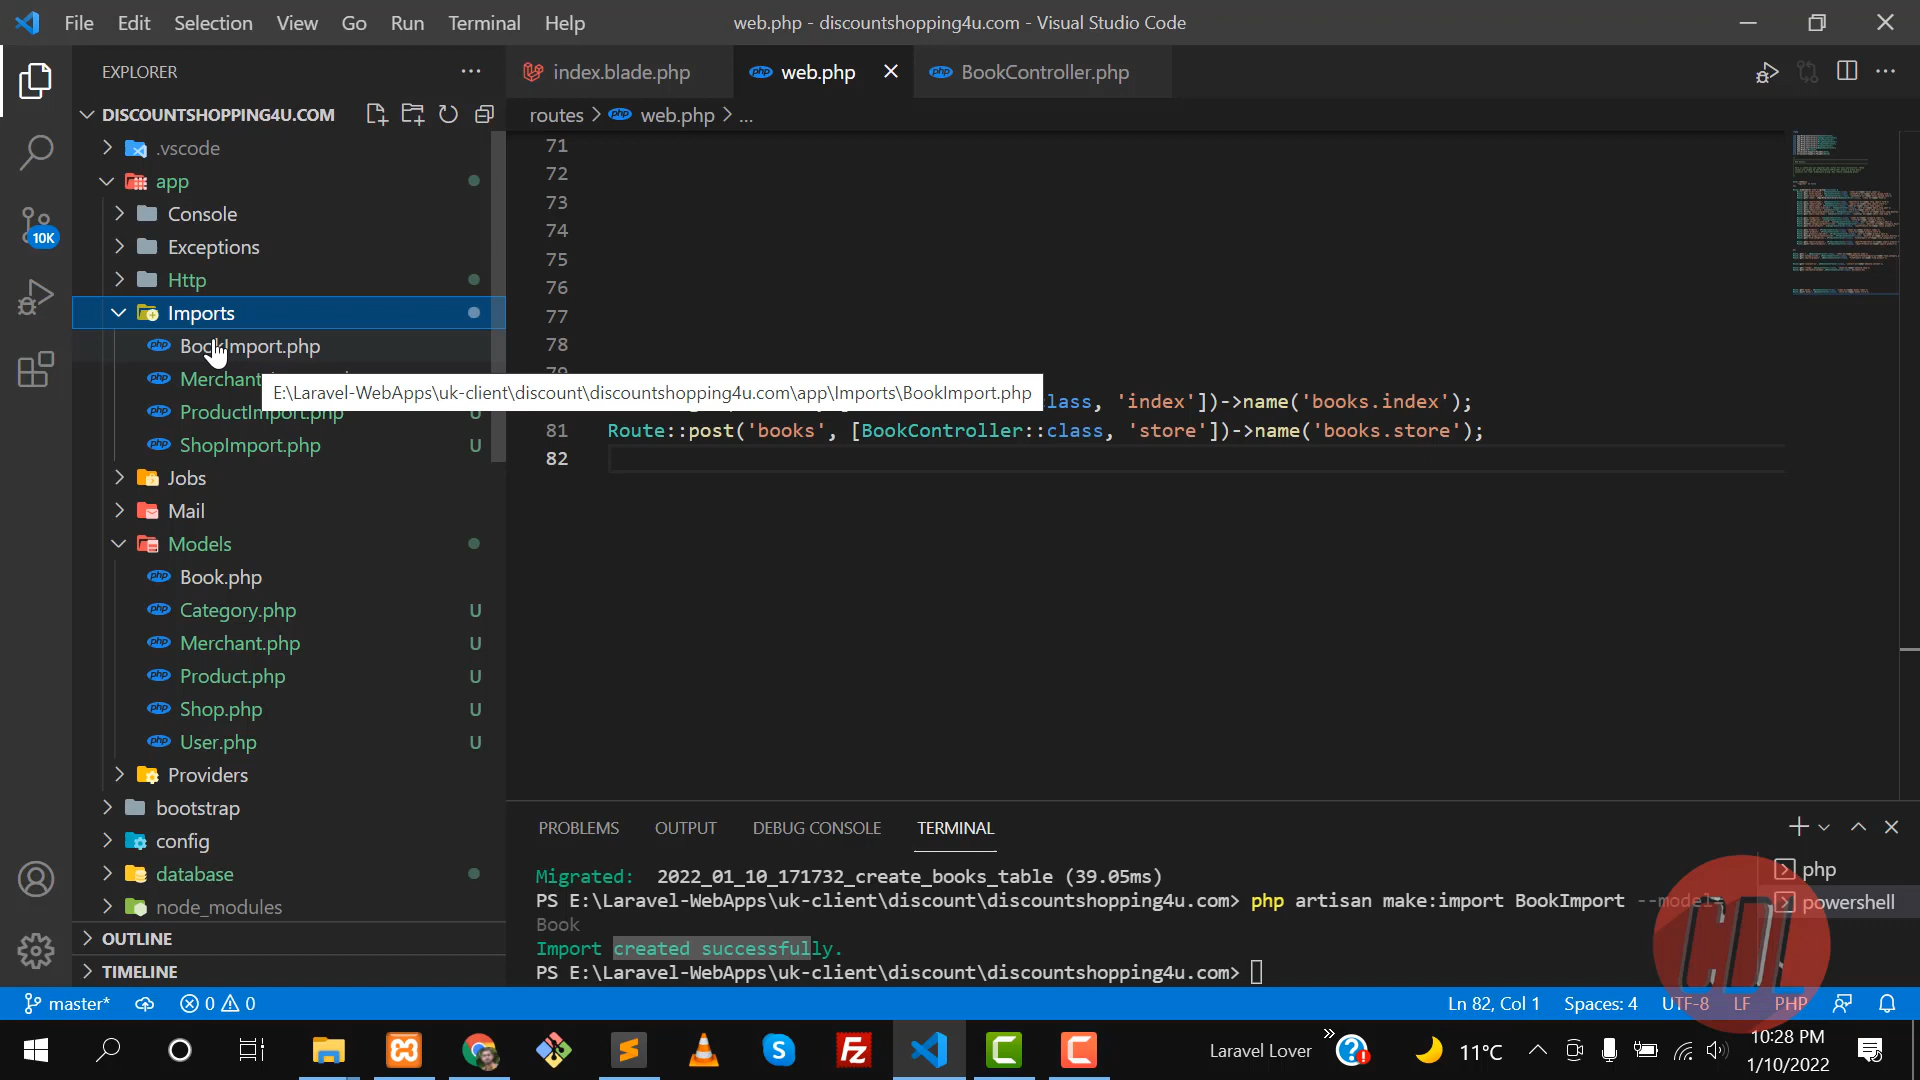 File Edit Selection View Go Run Terminal Help
web.php - discountshopping4u.com - Visual Studio Code
EXPLORER
index.blade.php
web.php
BookController.php
DISCOUNTSHOPPING4U.COM
routes > web.php > ...
.vscode
app
Console
Exceptions
Http
Imports
BookImport.php
Merchant
E:\Laravel-WebApps\uk-client\discount\discountshopping4u.com\app\Imports\BookImport.php
ProductImport.php U
ShopImport.php U
Jobs
Mail
Models
Book.php
Category.php U
Merchant.php U
Product.php U
Shop.php U
User.php U
Providers
bootstrap
config
database
node_modules
OUTLINE
TIMELINE
10K
71
72
73
74
75
76
77
78
class, 'index'])->name('books.index');
81 Route::post('books', [BookController::class, 'store'])->name('books.store');
82
PROBLEMS OUTPUT DEBUG CONSOLE TERMINAL
Migrated: 2022_01_10_171732_create_books_table (39.05ms)
PS E:\Laravel-WebApps\uk-client\discount\discountshopping4u.com> php artisan make:import BookImport --model=
Book
Import created successfully.
PS E:\Laravel-WebApps\uk-client\discount\discountshopping4u.com>
php
powershell
CDL
master* 0 0
Ln 82, Col 1 Spaces: 4 UTF-8 LF PHP
Laravel Lover
11°C
10:28 PM
1/10/2022